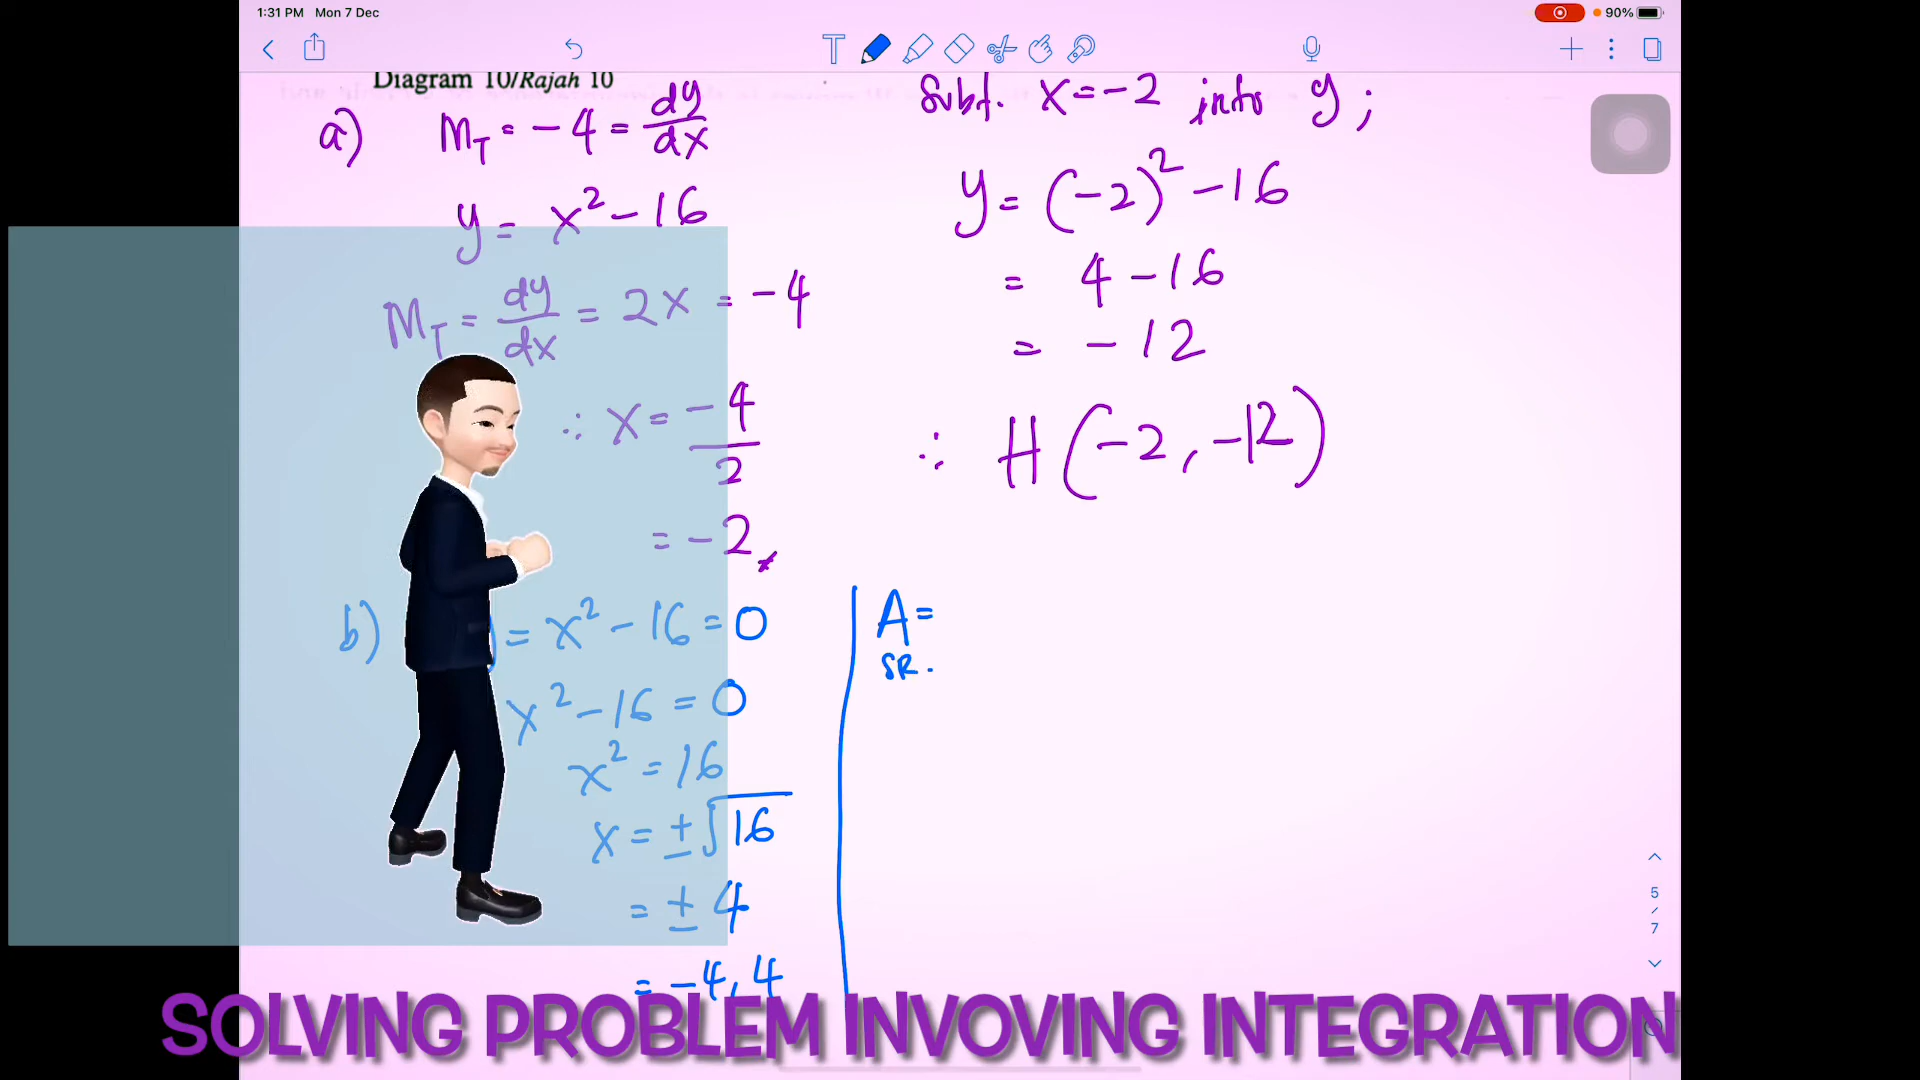 1:31 PM Mon 7 Dec
90%
Diagram 10/Rajah 10
a) M_T = -4 = dy/dx
y = x² - 16
M_T = dy/dx = 2x = -4
∴ x = -4/2
= -2
b) = x² - 16 = 0
x² - 16 = 0
x² = 16
x = ±√16
= ± 4
= -4, 4
Subt. x = -2 into y;
y = (-2)² - 16
= 4 - 16
= -12
∴ H(-2, -12)
A =
SR.
5
/
7
SOLVING PROBLEM INVOVING INTEGRATION